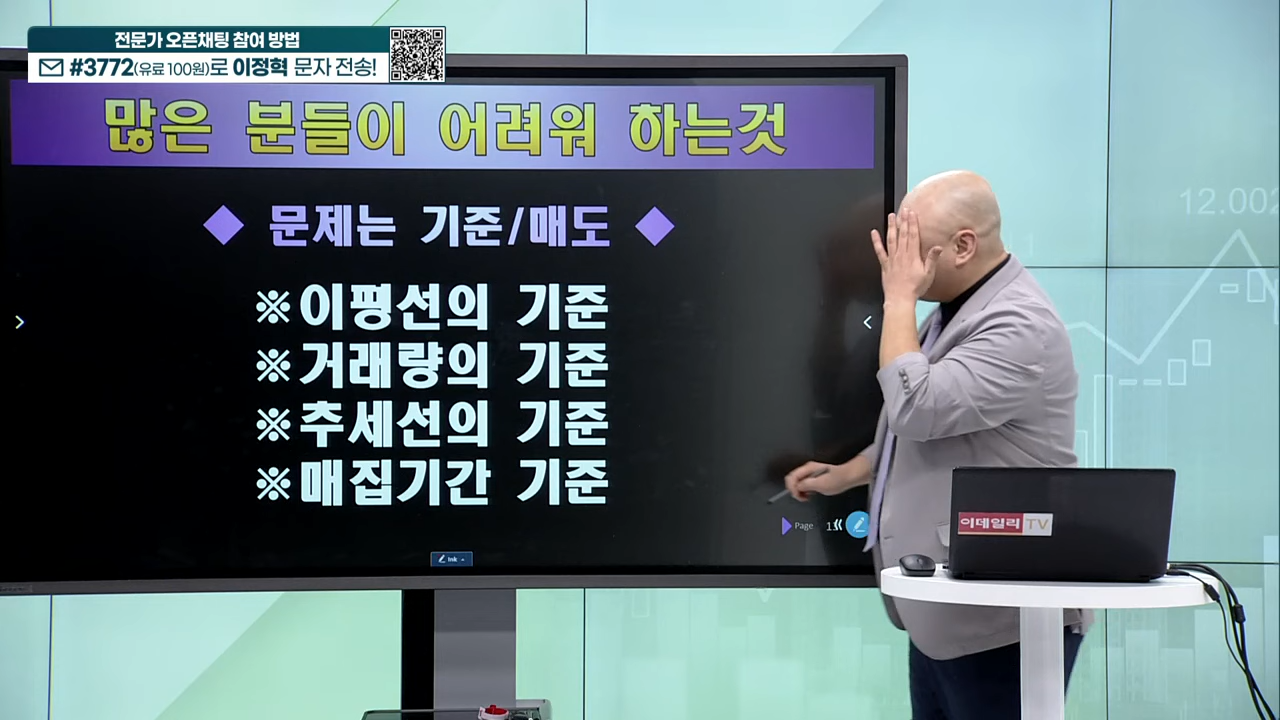 전문가 오픈채팅 참여 방법
#3772(유료 100원)로 이정혁 문자 전송!
많은 분들이 어려워 하는것
◆ 문제는 기준/매도 ◆
※이평선의 기준
※거래량의 기준
※추세선의 기준
※매집기간 기준
Page
Ink
12.002
이데일리 TV